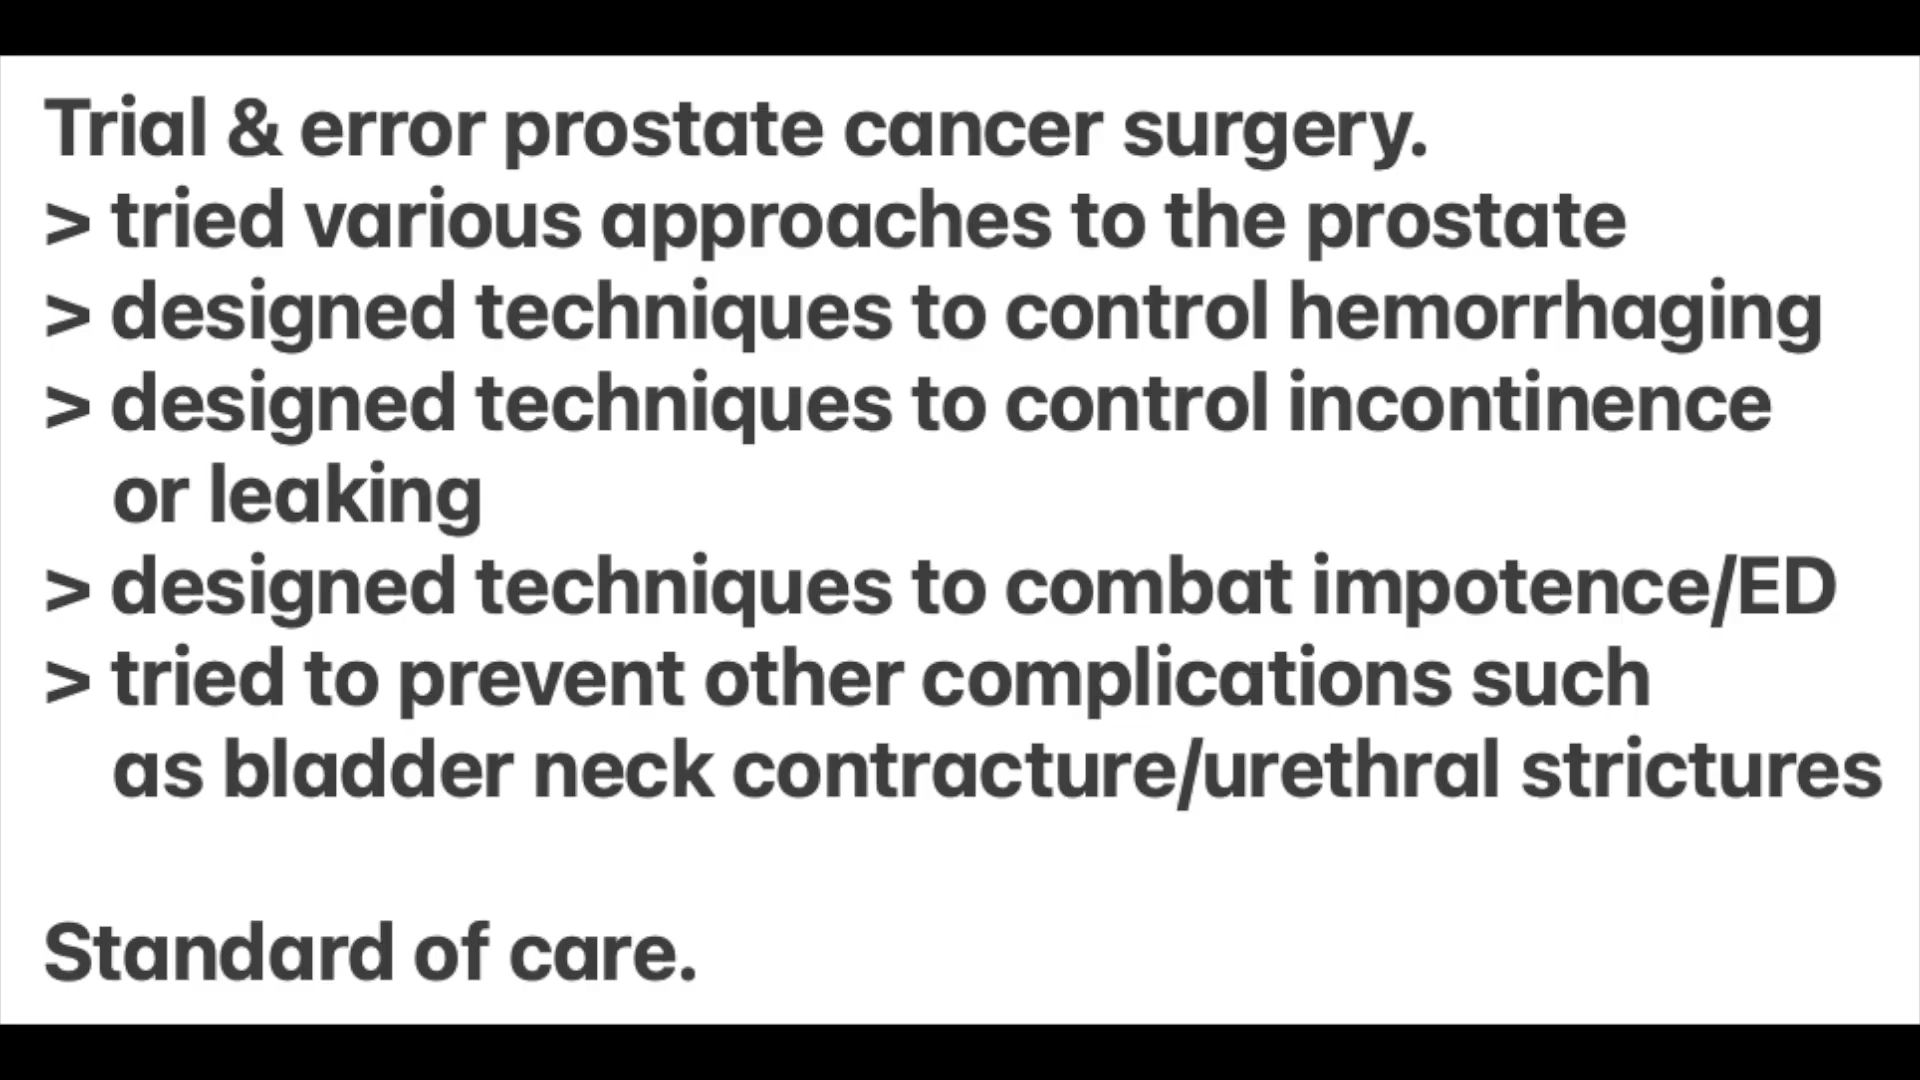 Trial & error prostate cancer surgery.
> tried various approaches to the prostate
> designed techniques to control hemorrhaging
> designed techniques to control incontinence
or leaking
> designed techniques to combat impotence/ED
> tried to prevent other complications such
as bladder neck contracture/urethral strictures
Standard of care.